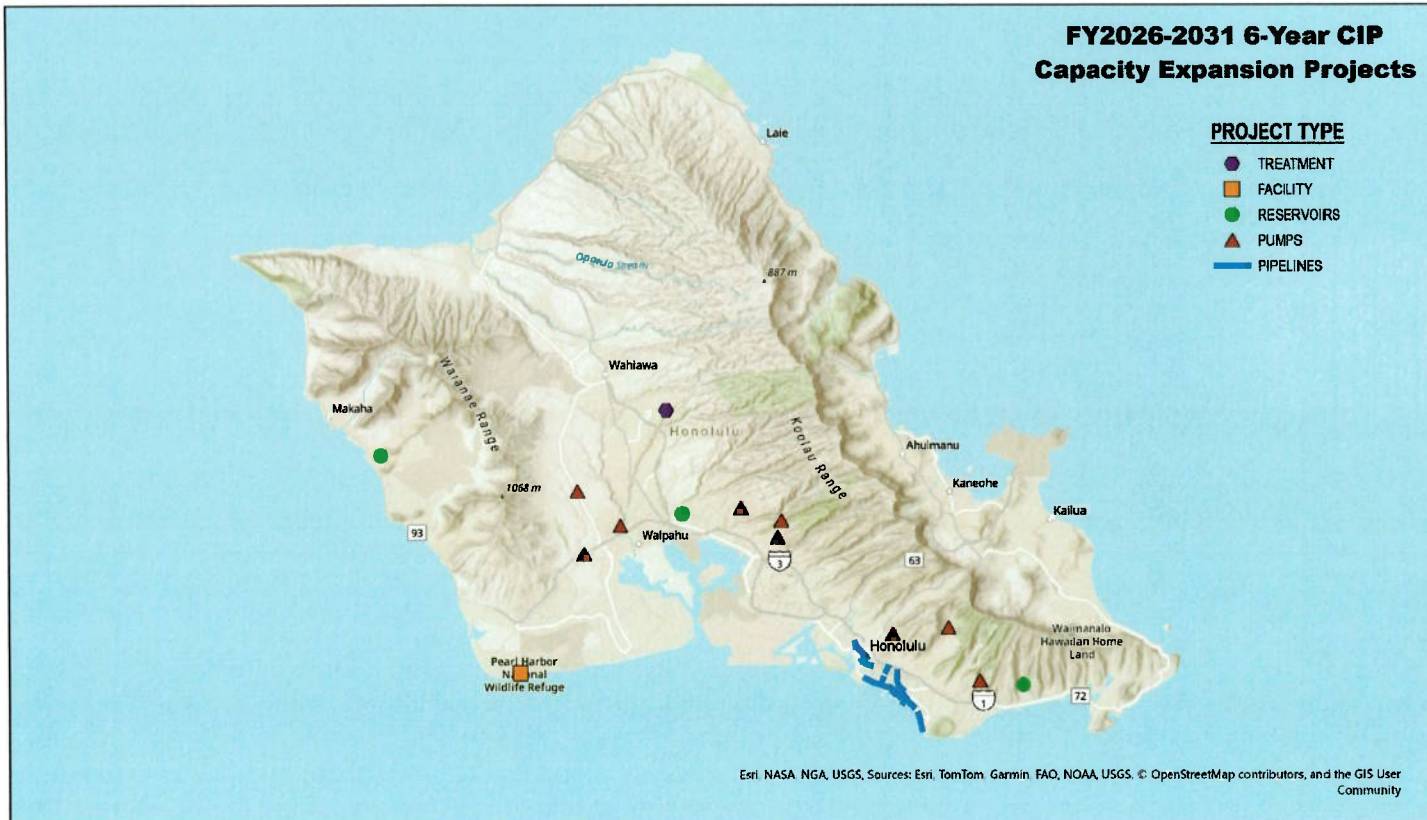 FY2026-2031 6-Year CIP
Capacity Expansion Projects
PROJECT TYPE
TREATMENT
FACILITY
RESERVOIRS
PUMPS
PIPELINES
Laie
Opaeula Stream
887 m
Wahiawa
Waianae Range
Makaha
Honolulu
Koolau Range
Ahuimanu
Kaneohe
1068 m
Kailua
93
Waipahu
3
63
Waimanalo
Hawaiian Home
Land
Honolulu
Pearl Harbor
National
Wildlife Refuge
1
72
Esri, NASA, NGA, USGS, Sources: Esri, TomTom, Garmin, FAO, NOAA, USGS, © OpenStreetMap contributors, and the GIS User
Community